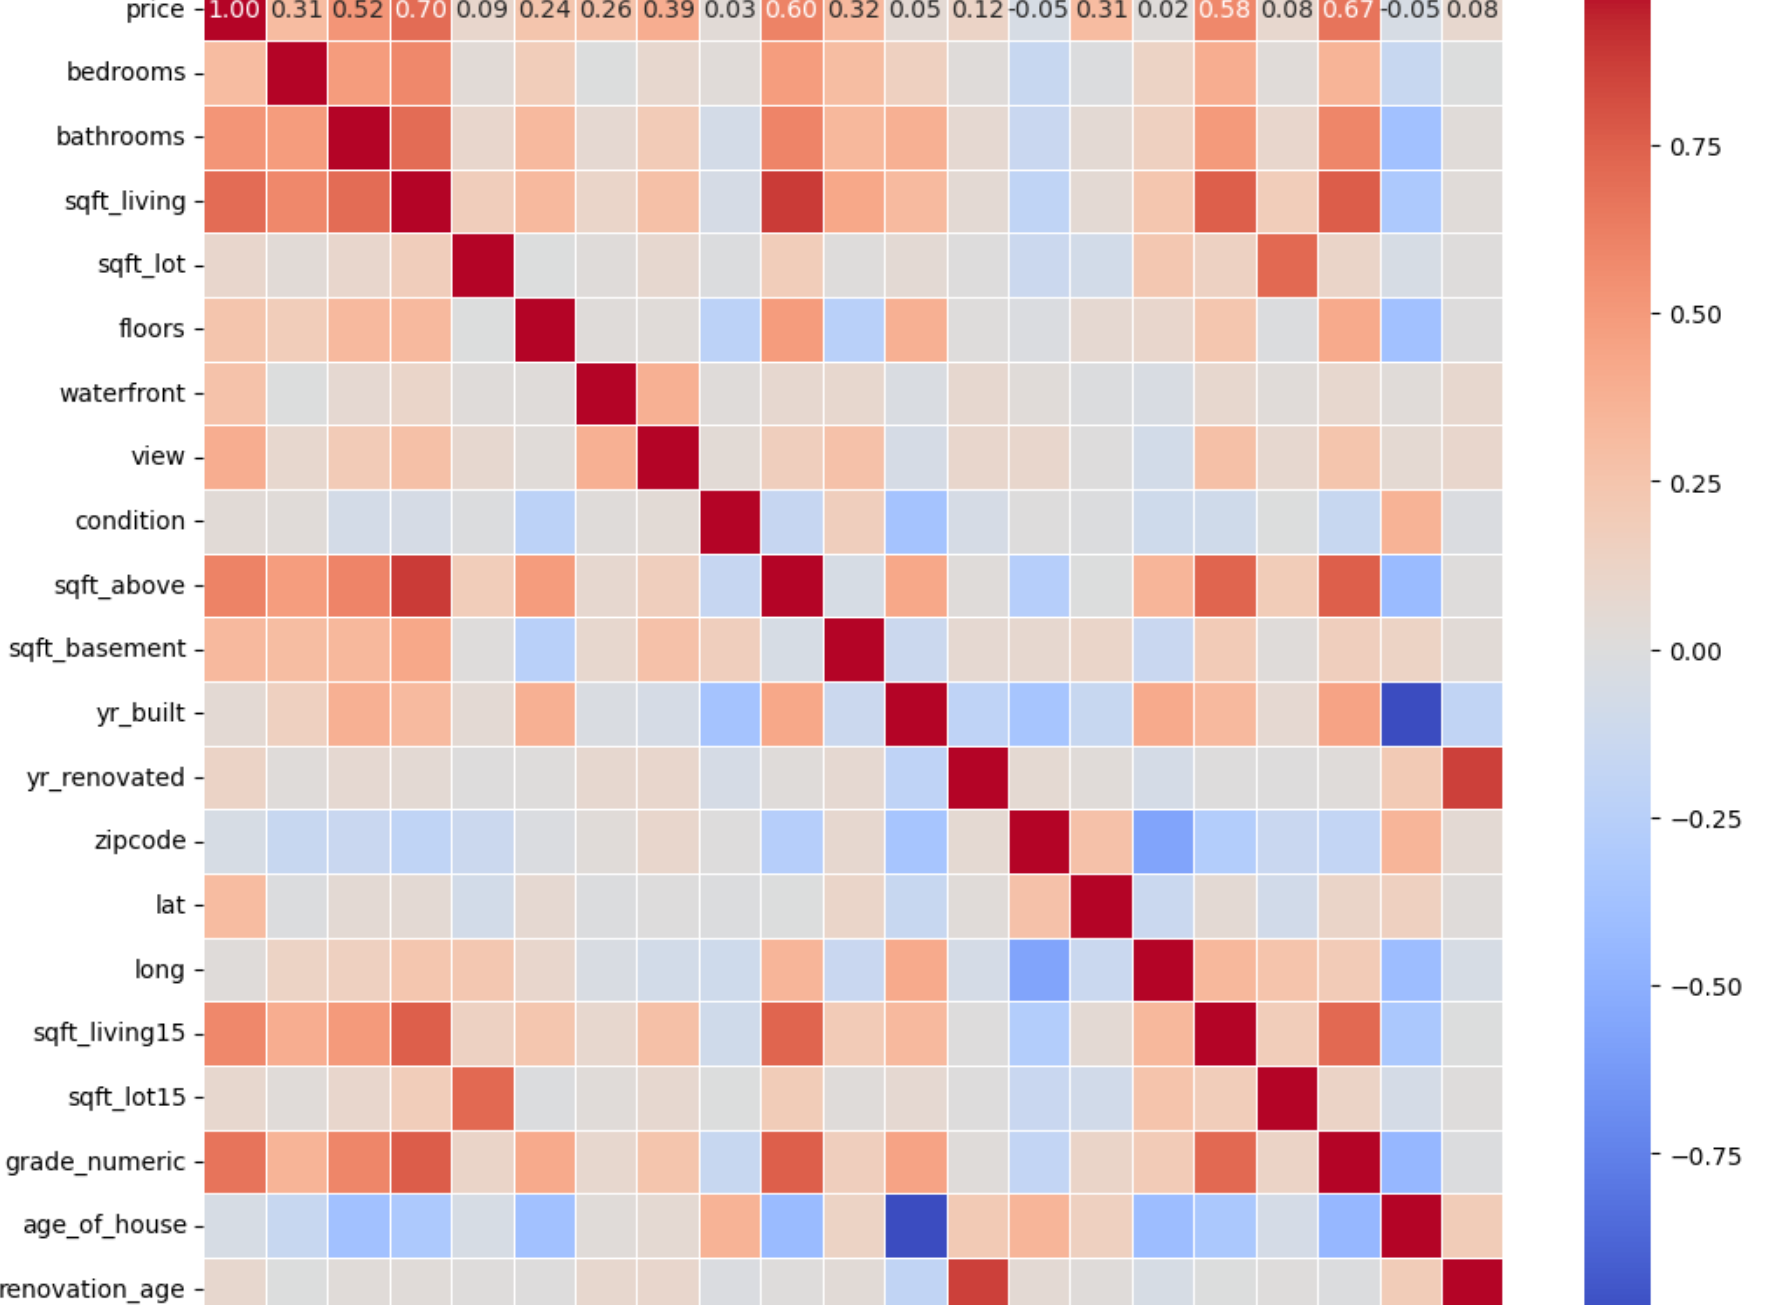 price 1.00 0.31 0.52 0.70 0.09 0.24 0.26 0.39 0.03 0.60 0.32 0.05 0.12 -0.05 0.31 0.02 0.58 0.08 0.67 -0.05 0.08
bedrooms
bathrooms
sqft_living
sqft_lot
floors
waterfront
view
condition
sqft_above
sqft_basement
yr_built
yr_renovated
zipcode
lat
long
sqft_living15
sqft_lot15
grade_numeric
age_of_house
renovation_age
0.75
0.50
0.25
0.00
−0.25
−0.50
−0.75